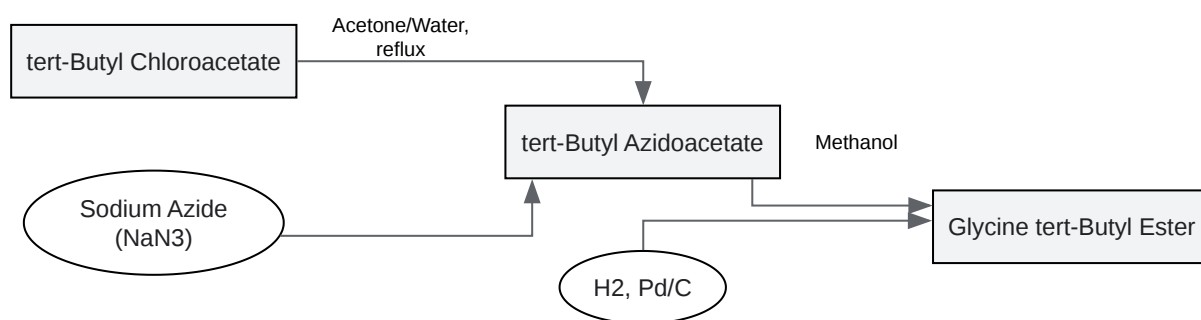 tert-Butyl Chloroacetate
Acetone/Water,
reflux
tert-Butyl Azidoacetate
Methanol
Sodium Azide
(NaN3)
Glycine tert-Butyl Ester
H2, Pd/C